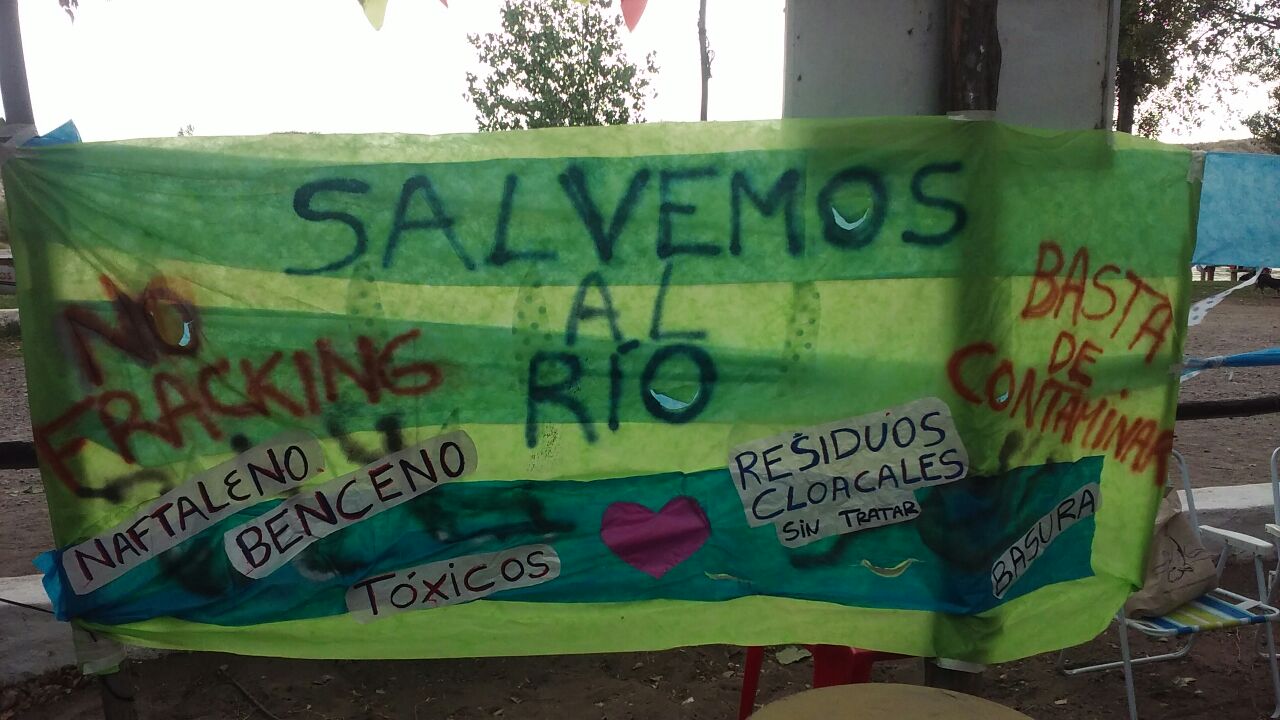 SALVEMOS
AL
RÍO
NO
FRACKING
BASTA
DE
CONTAMINAR
NAFTALENO
BENCENO
TÓXICOS
RESIDUOS
CLOACALES
SIN TRATAR
BASURA